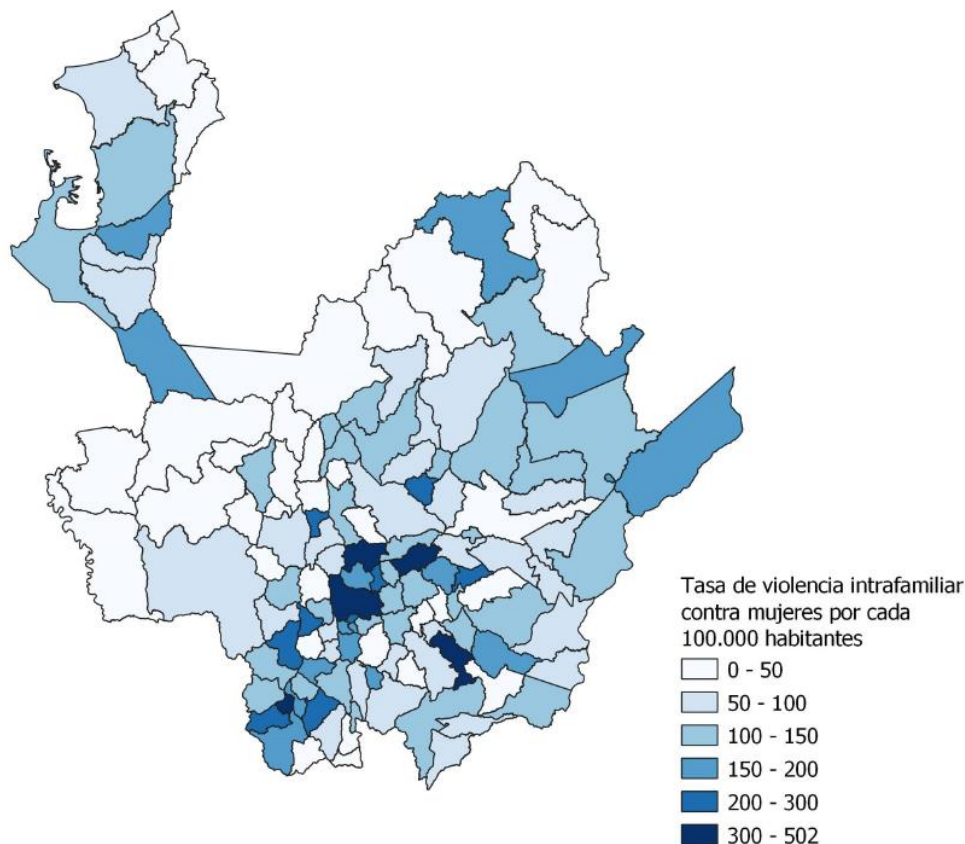 Tasa de violencia intrafamiliar
contra mujeres por cada
100.000 habitantes
0 - 50
50 - 100
100 - 150
150 - 200
200 - 300
300 - 502